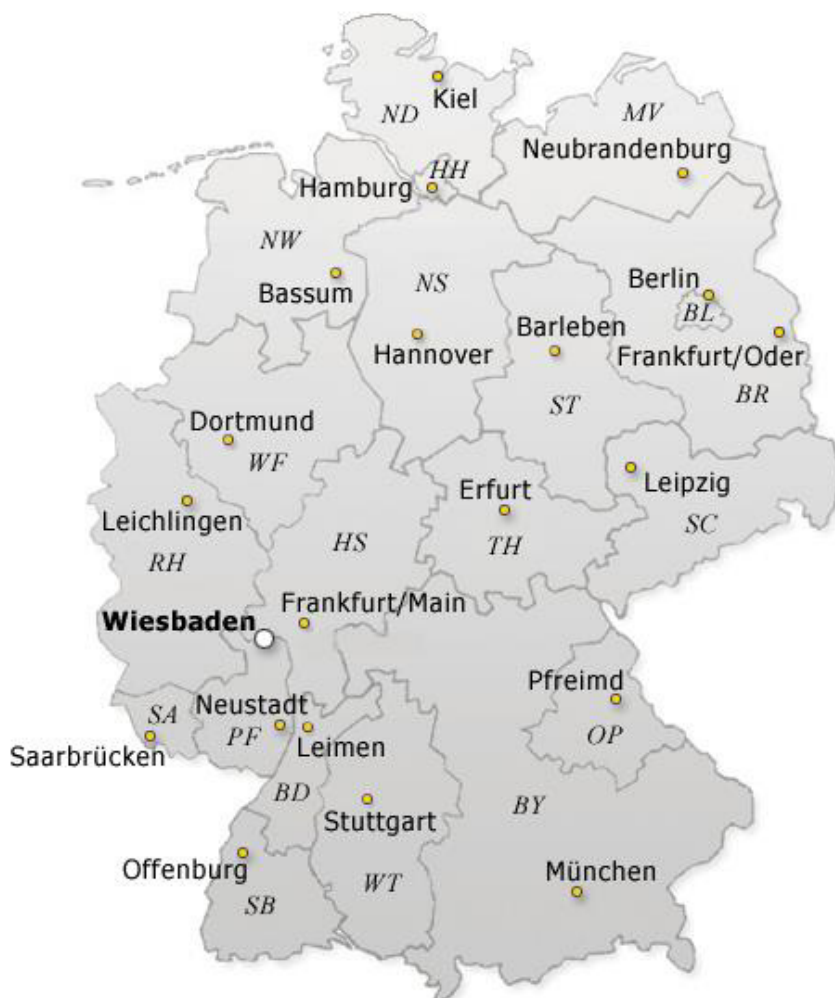 Kiel
ND
MV
Neubrandenburg
HH
Hamburg
NW
Bassum
NS
Berlin
BL
Barleben
Hannover
Frankfurt/Oder
ST
BR
Dortmund
WF
Leipzig
Erfurt
Leichlingen
SC
HS
TH
RH
Frankfurt/Main
Wiesbaden
Pfreimd
Neustadt
SA
PF
OP
Leimen
Saarbrücken
BD
BY
Stuttgart
Offenburg
München
WT
SB